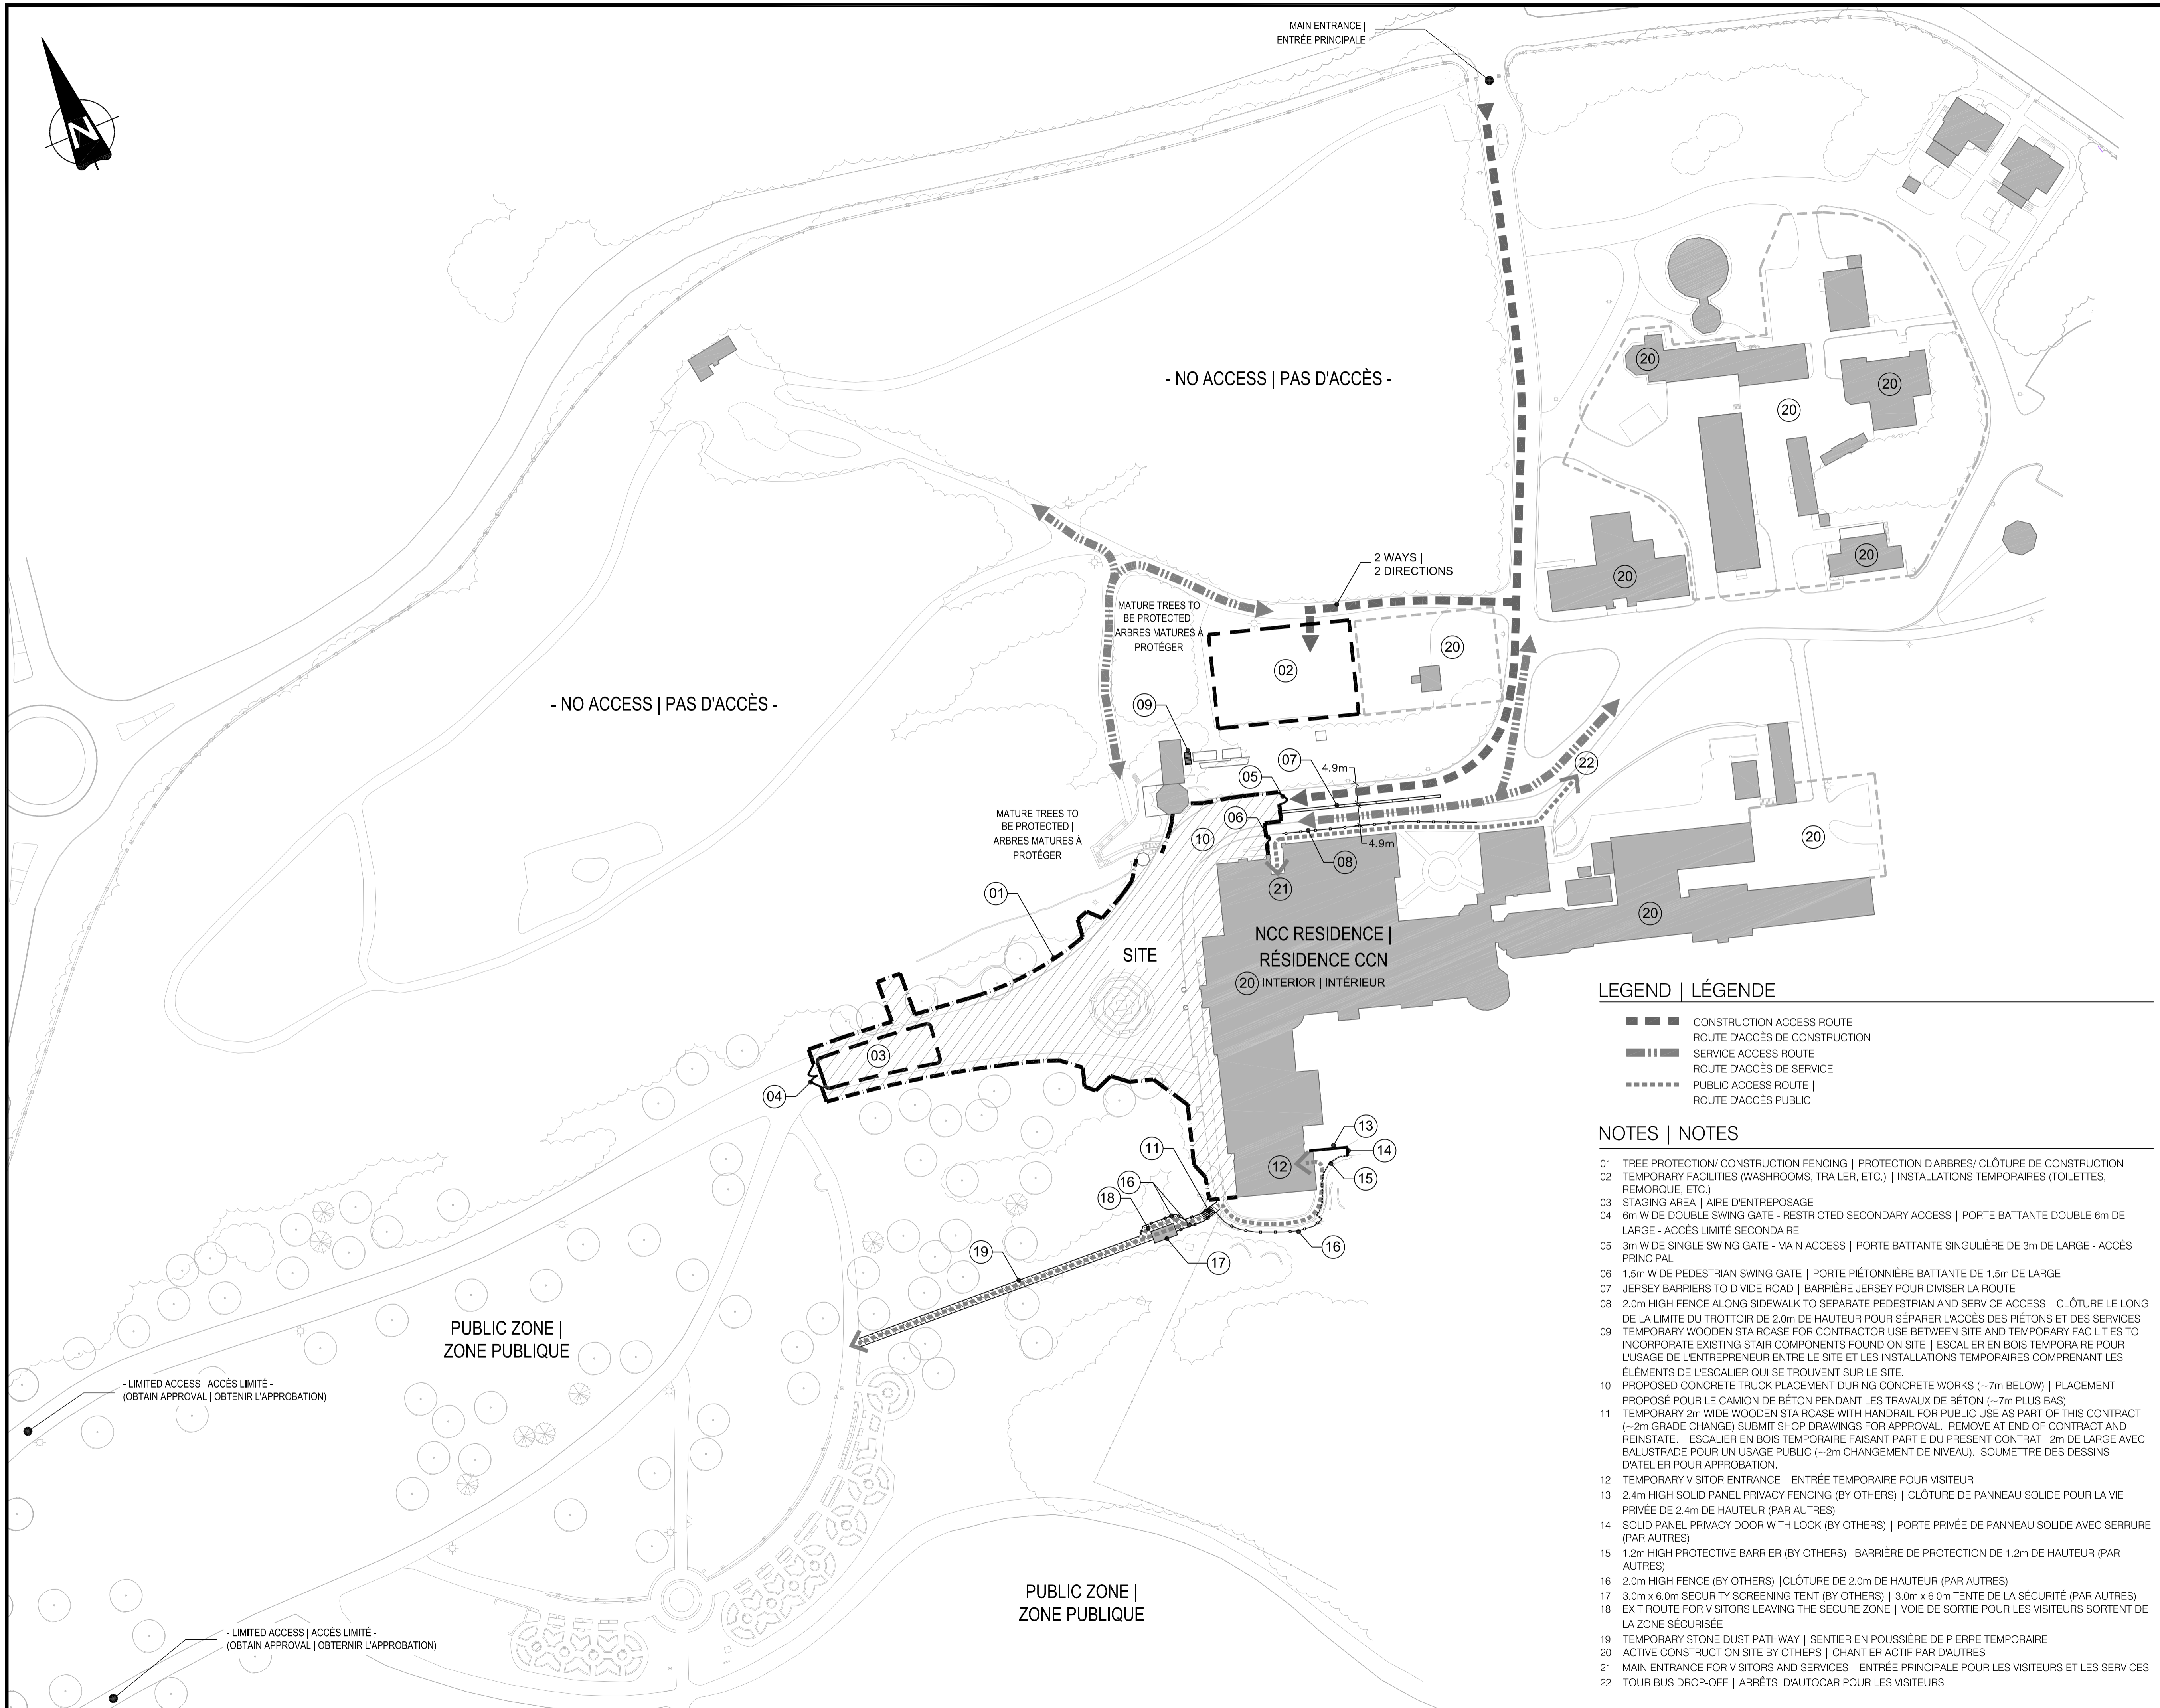 MAIN ENTRANCE |
ENTRÉE PRINCIPALE
N
- NO ACCESS | PAS D'ACCÈS -
20
20
20
20
20
2 WAYS |
2 DIRECTIONS
MATURE TREES TO
BE PROTECTED |
ARBRES MATURES À
PROTÉGER
02
20
- NO ACCESS | PAS D'ACCÈS -
09
07
4.9m
22
05
06
10
4.9m
08
20
MATURE TREES TO
BE PROTECTED |
ARBRES MATURES À
PROTÉGER
01
21
20
SITE
NCC RESIDENCE |
RÉSIDENCE CCN
20 INTERIOR | INTÉRIEUR
03
04
13
14
11
12
15
16
18
19
17
16
PUBLIC ZONE |
ZONE PUBLIQUE
- LIMITED ACCESS | ACCÈS LIMITÉ -
(OBTAIN APPROVAL | OBTENIR L'APPROBATION)
PUBLIC ZONE |
ZONE PUBLIQUE
- LIMITED ACCESS | ACCÈS LIMITÉ -
(OBTAIN APPROVAL | OBTERNIR L'APPROBATION)
LEGEND | LÉGENDE
CONSTRUCTION ACCESS ROUTE |
ROUTE D'ACCÈS DE CONSTRUCTION
SERVICE ACCESS ROUTE |
ROUTE D'ACCÈS DE SERVICE
PUBLIC ACCESS ROUTE |
ROUTE D'ACCÈS PUBLIC
NOTES | NOTES
01 TREE PROTECTION/ CONSTRUCTION FENCING | PROTECTION D'ARBRES/ CLÔTURE DE CONSTRUCTION
02 TEMPORARY FACILITIES (WASHROOMS, TRAILER, ETC.) | INSTALLATIONS TEMPORAIRES (TOILETTES,
REMORQUE, ETC.)
03 STAGING AREA | AIRE D'ENTREPOSAGE
04 6m WIDE DOUBLE SWING GATE - RESTRICTED SECONDARY ACCESS | PORTE BATTANTE DOUBLE 6m DE
LARGE - ACCÈS LIMITÉ SECONDAIRE
05 3m WIDE SINGLE SWING GATE - MAIN ACCESS | PORTE BATTANTE SINGULIÈRE DE 3m DE LARGE - ACCÈS
PRINCIPAL
06 1.5m WIDE PEDESTRIAN SWING GATE | PORTE PIÉTONNIÈRE BATTANTE DE 1.5m DE LARGE
07 JERSEY BARRIERS TO DIVIDE ROAD | BARRIÈRE JERSEY POUR DIVISER LA ROUTE
08 2.0m HIGH FENCE ALONG SIDEWALK TO SEPARATE PEDESTRIAN AND SERVICE ACCESS | CLÔTURE LE LONG
DE LA LIMITE DU TROTTOIR DE 2.0m DE HAUTEUR POUR SÉPARER L'ACCÈS DES PIÉTONS ET DES SERVICES
09 TEMPORARY WOODEN STAIRCASE FOR CONTRACTOR USE BETWEEN SITE AND TEMPORARY FACILITIES TO
INCORPORATE EXISTING STAIR COMPONENTS FOUND ON SITE | ESCALIER EN BOIS TEMPORAIRE POUR
L'USAGE DE L'ENTREPRENEUR ENTRE LE SITE ET LES INSTALLATIONS TEMPORAIRES COMPRENANT LES
ÉLÉMENTS DE L'ESCALIER QUI SE TROUVENT SUR LE SITE.
10 PROPOSED CONCRETE TRUCK PLACEMENT DURING CONCRETE WORKS (~7m BELOW) | PLACEMENT
PROPOSÉ POUR LE CAMION DE BÉTON PENDANT LES TRAVAUX DE BÉTON (~7m PLUS BAS)
11 TEMPORARY 2m WIDE WOODEN STAIRCASE WITH HANDRAIL FOR PUBLIC USE AS PART OF THIS CONTRACT
(~2m GRADE CHANGE) SUBMIT SHOP DRAWINGS FOR APPROVAL. REMOVE AT END OF CONTRACT AND
REINSTATE. | ESCALIER EN BOIS TEMPORAIRE FAISANT PARTIE DU PRESENT CONTRAT. 2m DE LARGE AVEC
BALUSTRADE POUR UN USAGE PUBLIC (~2m CHANGEMENT DE NIVEAU). SOUMETTRE DES DESSINS
D'ATELIER POUR APPROBATION.
12 TEMPORARY VISITOR ENTRANCE | ENTRÉE TEMPORAIRE POUR VISITEUR
13 2.4m HIGH SOLID PANEL PRIVACY FENCING (BY OTHERS) | CLÔTURE DE PANNEAU SOLIDE POUR LA VIE
PRIVÉE DE 2.4m DE HAUTEUR (PAR AUTRES)
14 SOLID PANEL PRIVACY DOOR WITH LOCK (BY OTHERS) | PORTE PRIVÉE DE PANNEAU SOLIDE AVEC SERRURE
(PAR AUTRES)
15 1.2m HIGH PROTECTIVE BARRIER (BY OTHERS) |BARRIÈRE DE PROTECTION DE 1.2m DE HAUTEUR (PAR
AUTRES)
16 2.0m HIGH FENCE (BY OTHERS) |CLÔTURE DE 2.0m DE HAUTEUR (PAR AUTRES)
17 3.0m x 6.0m SECURITY SCREENING TENT (BY OTHERS) | 3.0m x 6.0m TENTE DE LA SÉCURITÉ (PAR AUTRES)
18 EXIT ROUTE FOR VISITORS LEAVING THE SECURE ZONE | VOIE DE SORTIE POUR LES VISITEURS SORTENT DE
LA ZONE SÉCURISÉE
19 TEMPORARY STONE DUST PATHWAY | SENTIER EN POUSSIÈRE DE PIERRE TEMPORAIRE
20 ACTIVE CONSTRUCTION SITE BY OTHERS | CHANTIER ACTIF PAR D'AUTRES
21 MAIN ENTRANCE FOR VISITORS AND SERVICES | ENTRÉE PRINCIPALE POUR LES VISITEURS ET LES SERVICES
22 TOUR BUS DROP-OFF | ARRÊTS D'AUTOCAR POUR LES VISITEURS